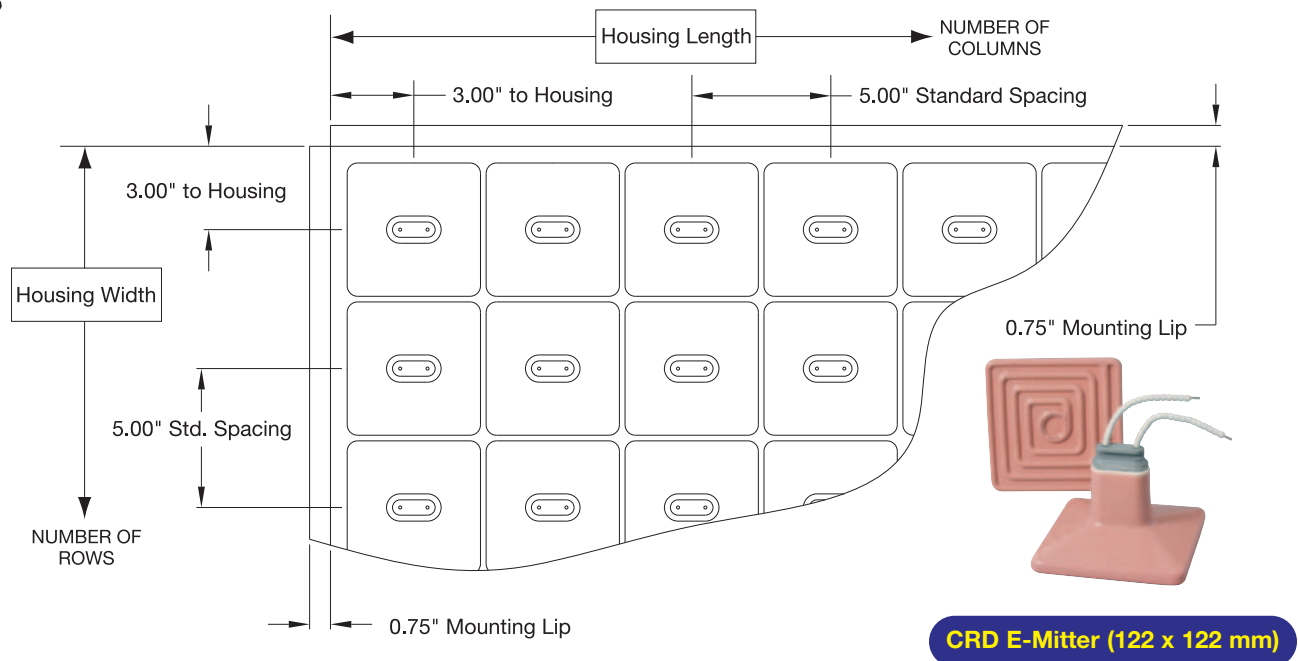 Housing Length
NUMBER OF
COLUMNS
3.00" to Housing
5.00" Standard Spacing
3.00" to Housing
Housing Width
0.75" Mounting Lip
5.00" Std. Spacing
NUMBER OF
ROWS
0.75" Mounting Lip
CRD E-Mitter (122 x 122 mm)